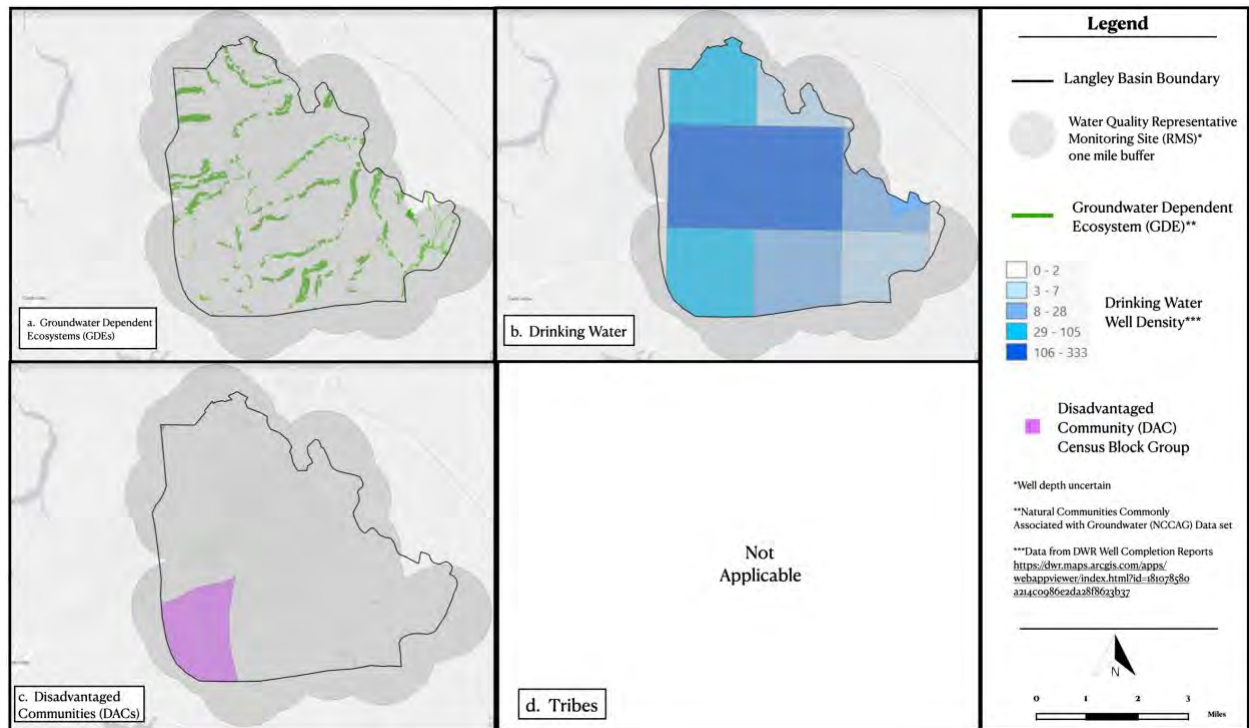 a. Groundwater Dependent
Ecosystems (GDEs)
b. Drinking Water
c. Disadvantaged
Communities (DACs)
Not
Applicable
d. Tribes
Legend
Langley Basin Boundary
Water Quality Representative
Monitoring Site (RMS)*
one mile buffer
Groundwater Dependent
Ecosystem (GDE)**
0 - 2
3 - 7
8 - 28
29 - 105
106 - 333
Drinking Water
Well Density***
Disadvantaged
Community (DAC)
Census Block Group
*Well depth uncertain
**Natural Communities Commonly
Associated with Groundwater (NCCAG) Data set
***Data from DWR Well Completion Reports
https://dwr.maps.arcgis.com/apps/
webappviewer/index.html?id=181078580
a214c0986e2da28f8623b37
N
0 1 2 3
Miles